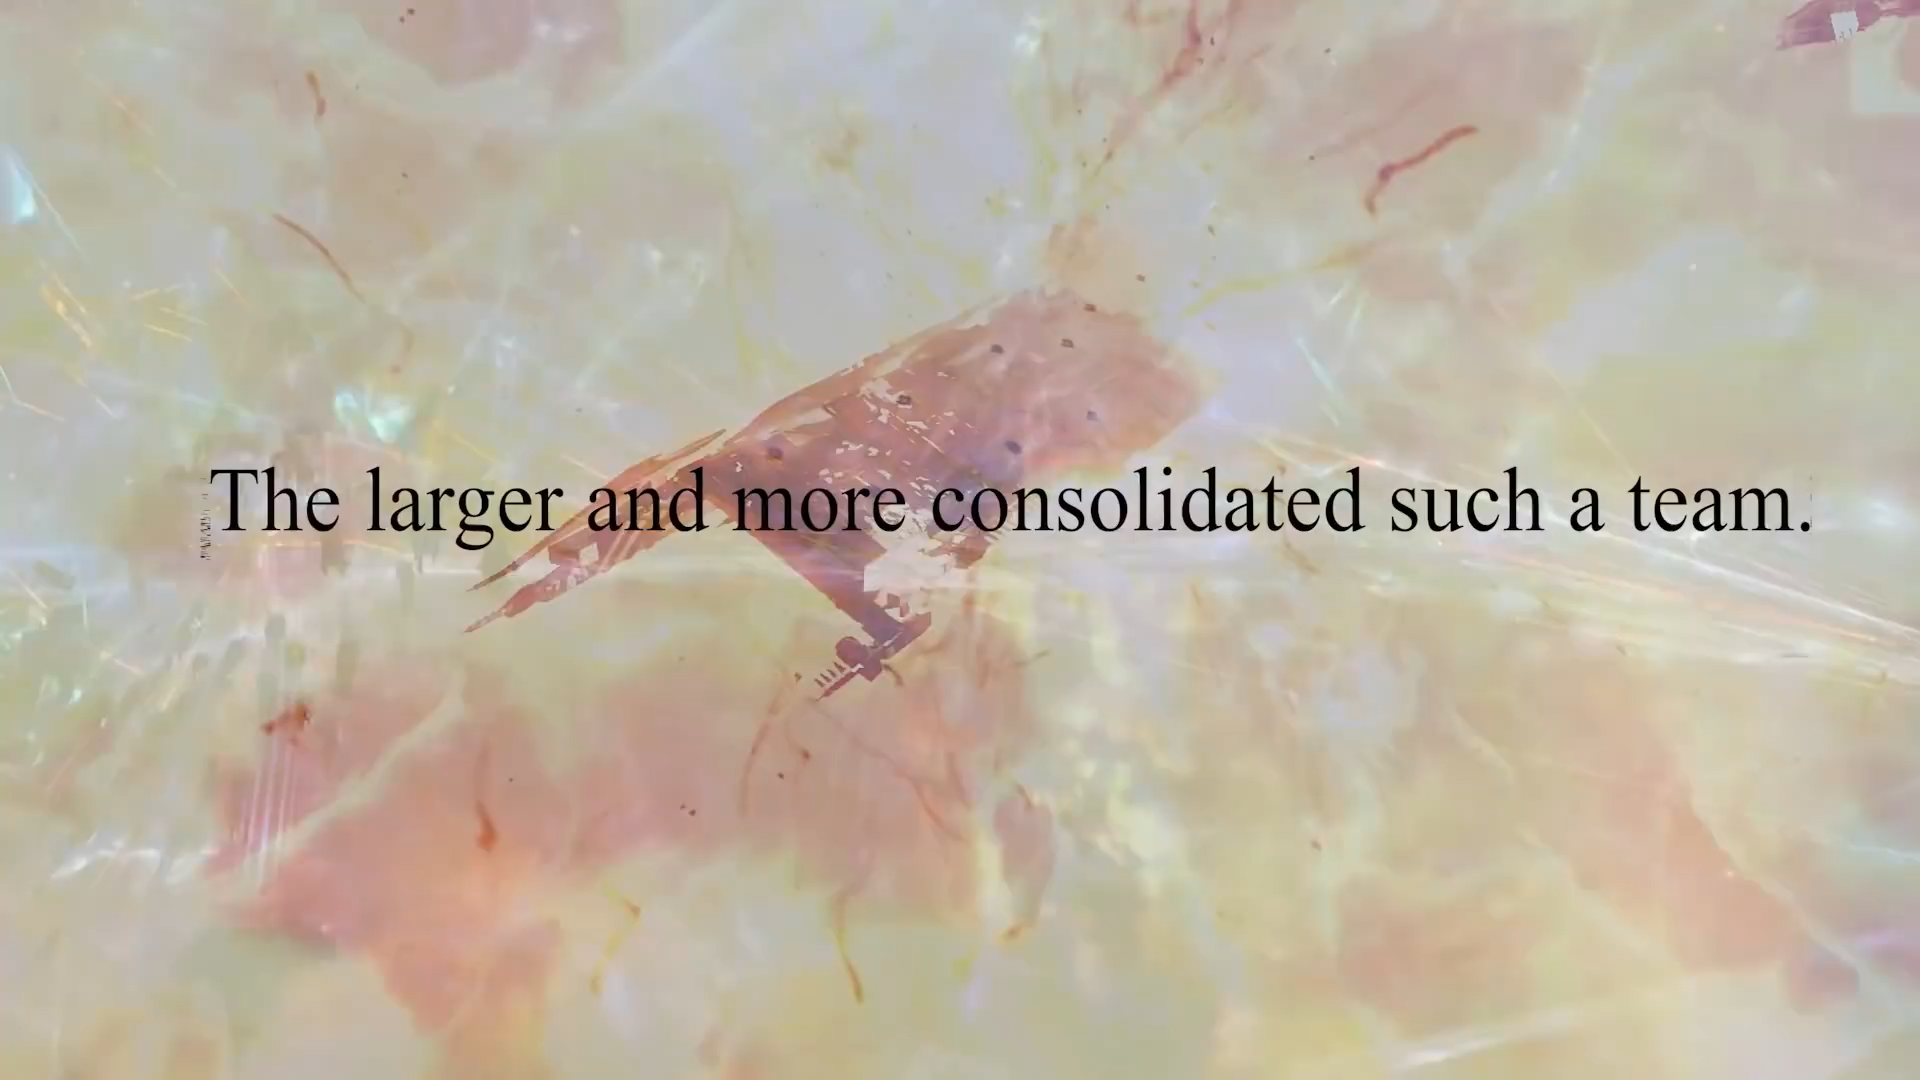 The larger and more consolidated such a team.